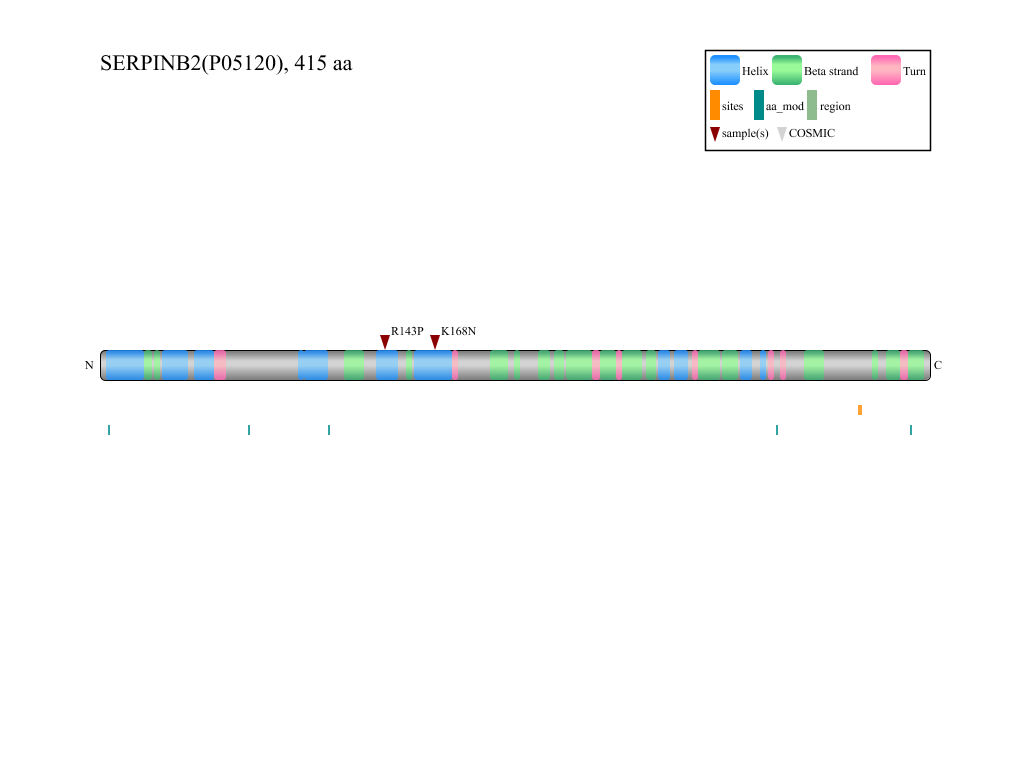 SERPINB2(P05120), 415 aa
Helix Beta strand Turn
sites aa_mod region
sample(s) COSMIC
R143P K168N
N C